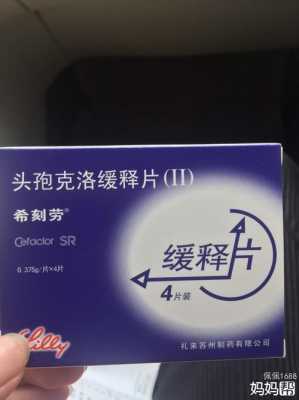 头孢克洛缓释片(II)
希刻劳®
Cefaclor SR
0.375g/片×4片
缓释片
4片装
Lilly
礼来苏州制药有限公司
佩佩1688
妈妈帮